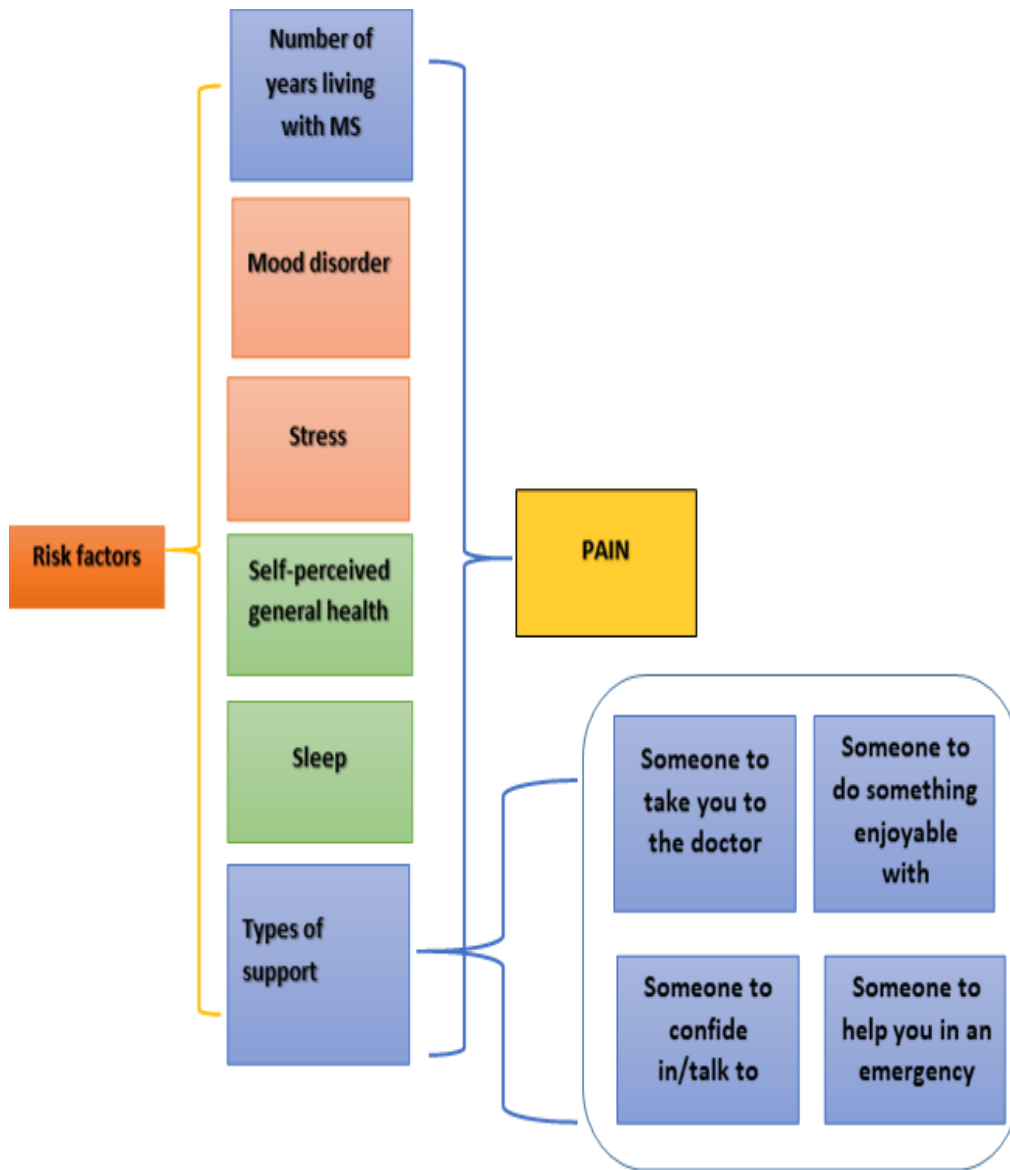 Number of
years living
with MS
Mood disorder
Stress
Risk factors
Self-perceived
general health
PAIN
Sleep
Types of
support
Someone to
take you to
the doctor
Someone to
do something
enjoyable
with
Someone to
confide
in/talk to
Someone to
help you in an
emergency